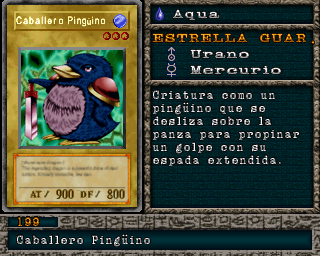 Caballero Pingüino
AT/ 900 DF/ 800
Aqua
ESTRELLA GUAR.
Urano
Mercurio
Criatura como un
pingüino que se
desliza sobre la
panza para propinar
un golpe con su
espada extendida.
199
Caballero Pingüino